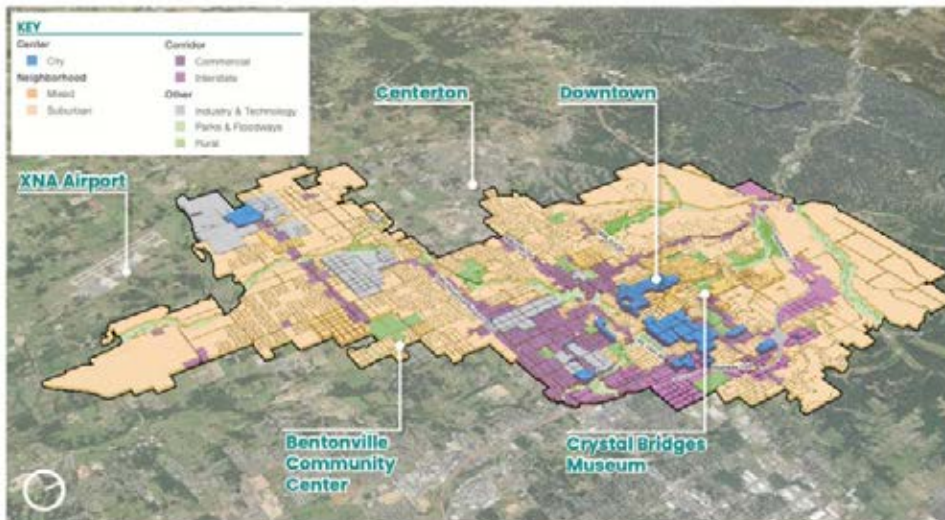 KEY
Center
City
Neighborhood
Mixed
Suburban
Corridor
Commercial
Interstate
Other
Industry & Technology
Parks & Floodways
Rural
Centerton
Downtown
XNA Airport
Bentonville
Community
Center
Crystal Bridges
Museum